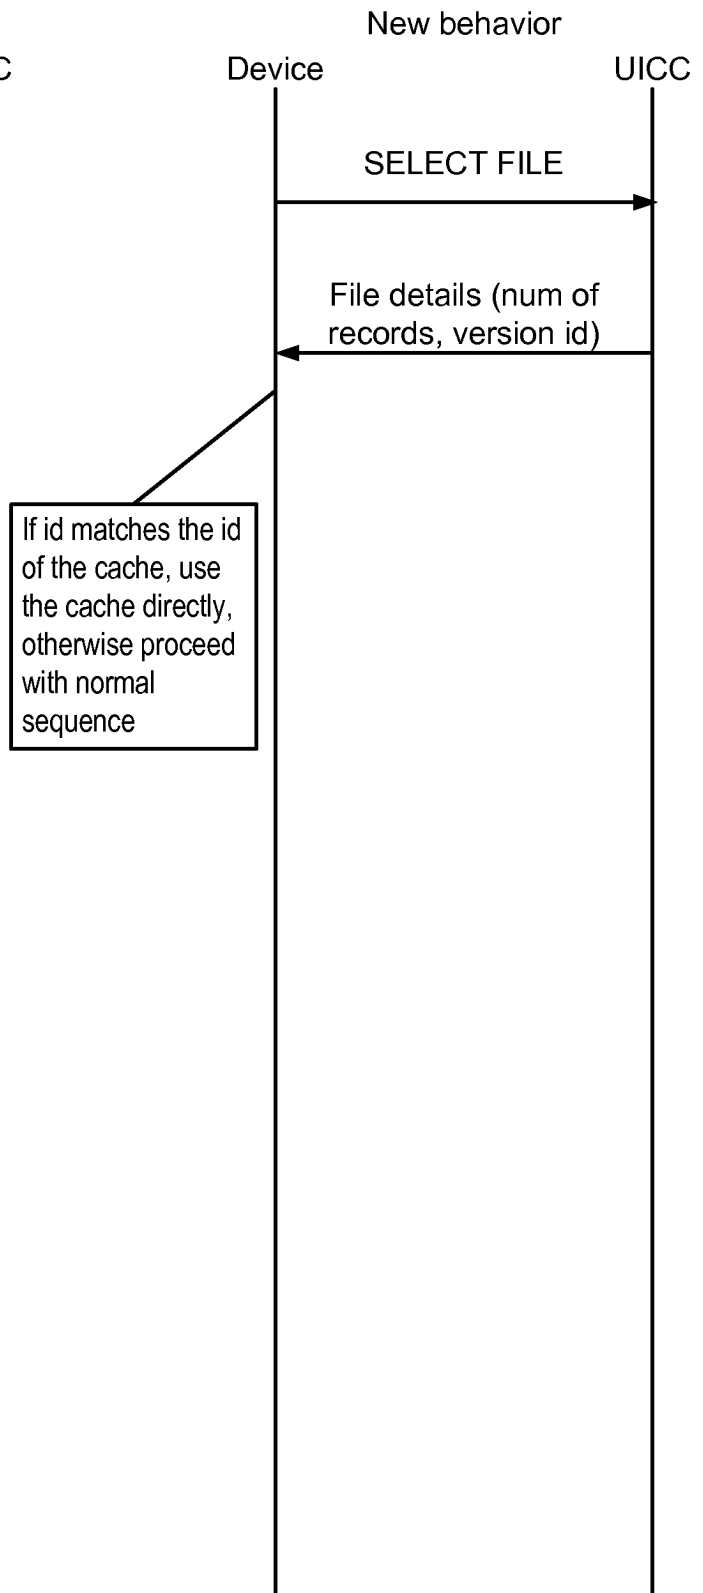 New behavior
C Device UICC
SELECT FILE
File details (num of
records, version id)
If id matches the id
of the cache, use
the cache directly,
otherwise proceed
with normal
sequence